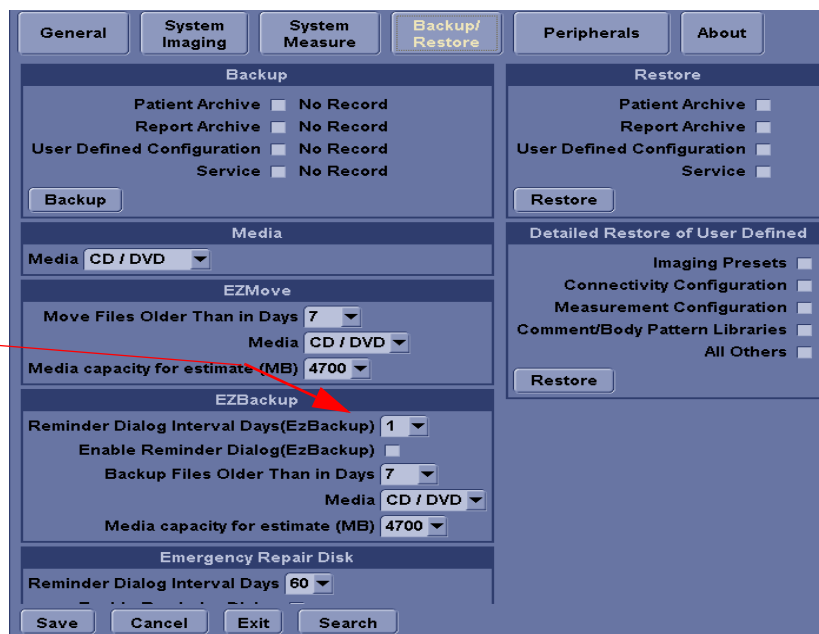 General
System
Imaging
System
Measure
Backup/
Restore
Peripherals
About
Backup
Patient Archive No Record
Report Archive No Record
User Defined Configuration No Record
Service No Record
Backup
Media
Media CD / DVD
EZMove
Move Files Older Than in Days 7
Media CD / DVD
Media capacity for estimate (MB) 4700
EZBackup
Reminder Dialog Interval Days(EzBackup) 1
Enable Reminder Dialog(EzBackup)
Backup Files Older Than in Days 7
Media CD / DVD
Media capacity for estimate (MB) 4700
Emergency Repair Disk
Reminder Dialog Interval Days 60
Restore
Patient Archive
Report Archive
User Defined Configuration
Service
Restore
Detailed Restore of User Defined
Imaging Presets
Connectivity Configuration
Measurement Configuration
Comment/Body Pattern Libraries
All Others
Restore
Save Cancel Exit Search